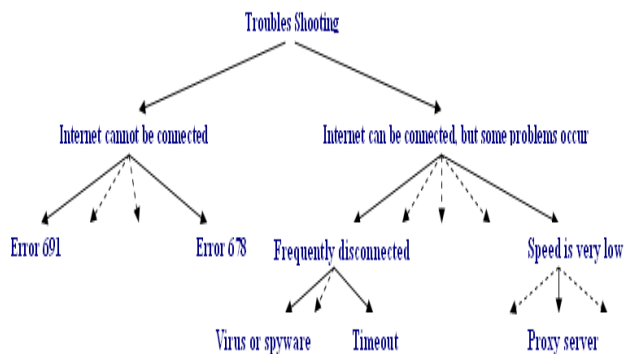 Troubles Shooting
Internet cannot be connected
Internet can be connected, but some problems occur
Error 691
Error 678
Frequently disconnected
Speed is very low
Virus or spyware
Timeout
Proxy server